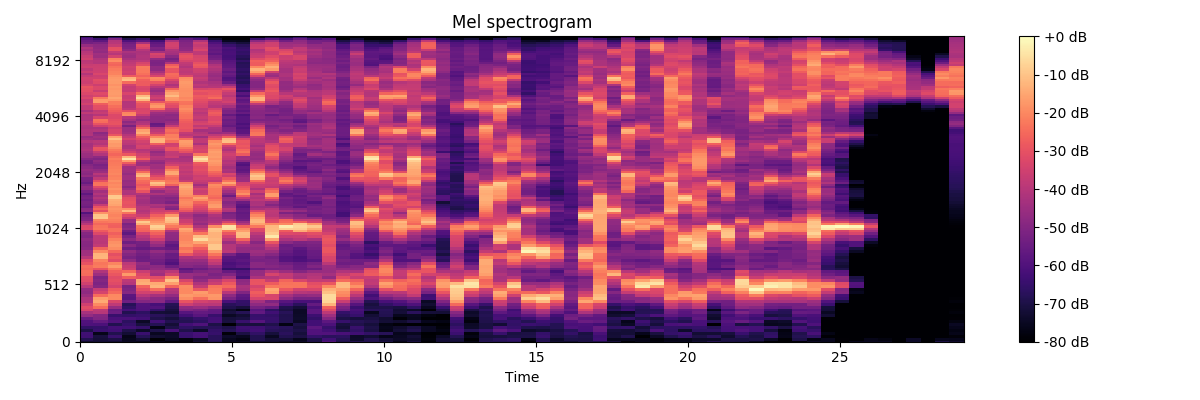 Mel spectrogram
+0 dB
8192
-10 dB
4096
-20 dB
-30 dB
2048
Hz
-40 dB
1024
-50 dB
-60 dB
512
-70 dB
0
-80 dB
0 5 10 15 20 25
Time